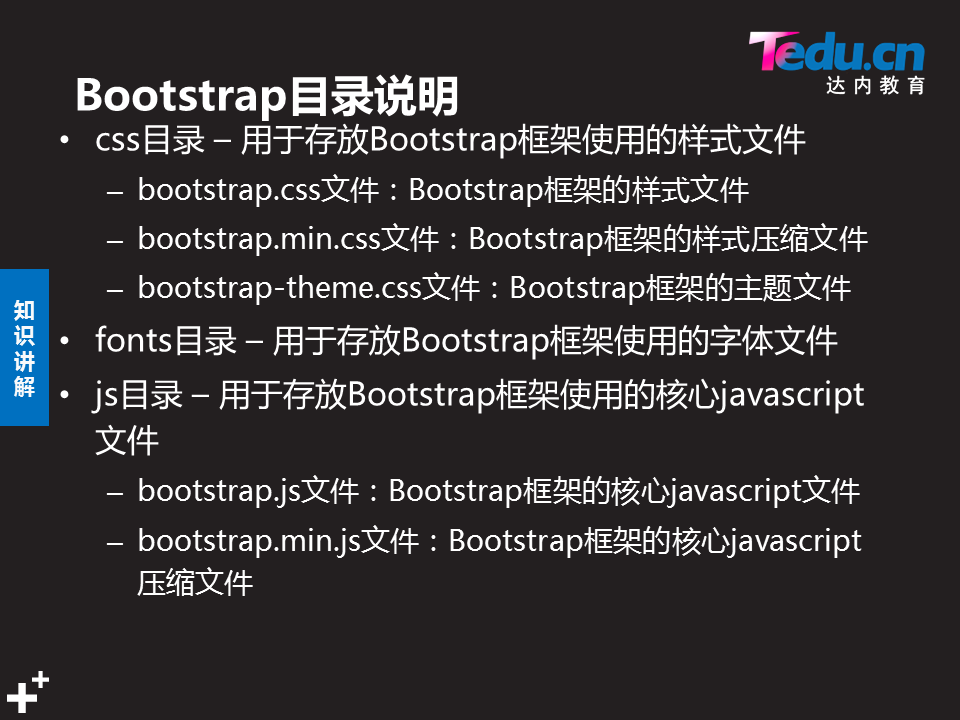 Tedu.cn
达内教育
Bootstrap目录说明
• css目录 – 用于存放Bootstrap框架使用的样式文件
– bootstrap.css文件：Bootstrap框架的样式文件
– bootstrap.min.css文件：Bootstrap框架的样式压缩文件
– bootstrap-theme.css文件：Bootstrap框架的主题文件
• fonts目录 – 用于存放Bootstrap框架使用的字体文件
• js目录 – 用于存放Bootstrap框架使用的核心javascript
文件
– bootstrap.js文件：Bootstrap框架的核心javascript文件
– bootstrap.min.js文件：Bootstrap框架的核心javascript
压缩文件
知识讲解